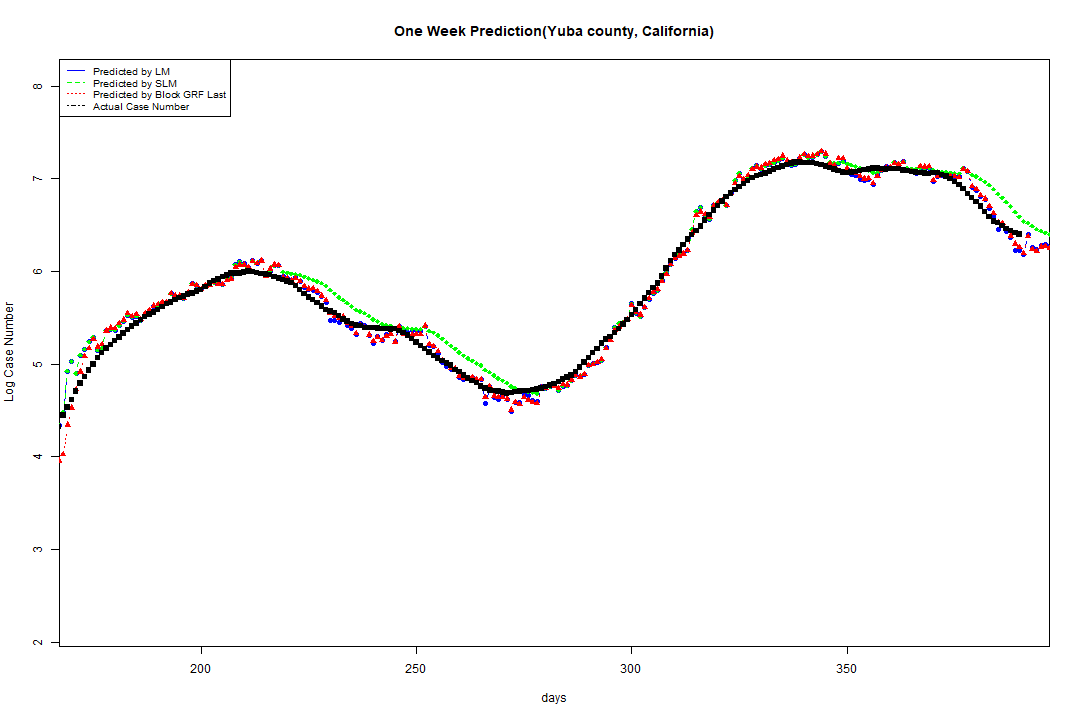 One Week Prediction(Yuba county, California)
Predicted by LM
Predicted by SLM
Predicted by Block GRF Last
Actual Case Number
8
7
6
5
4
3
2
Log Case Number
200 250 300 350
days